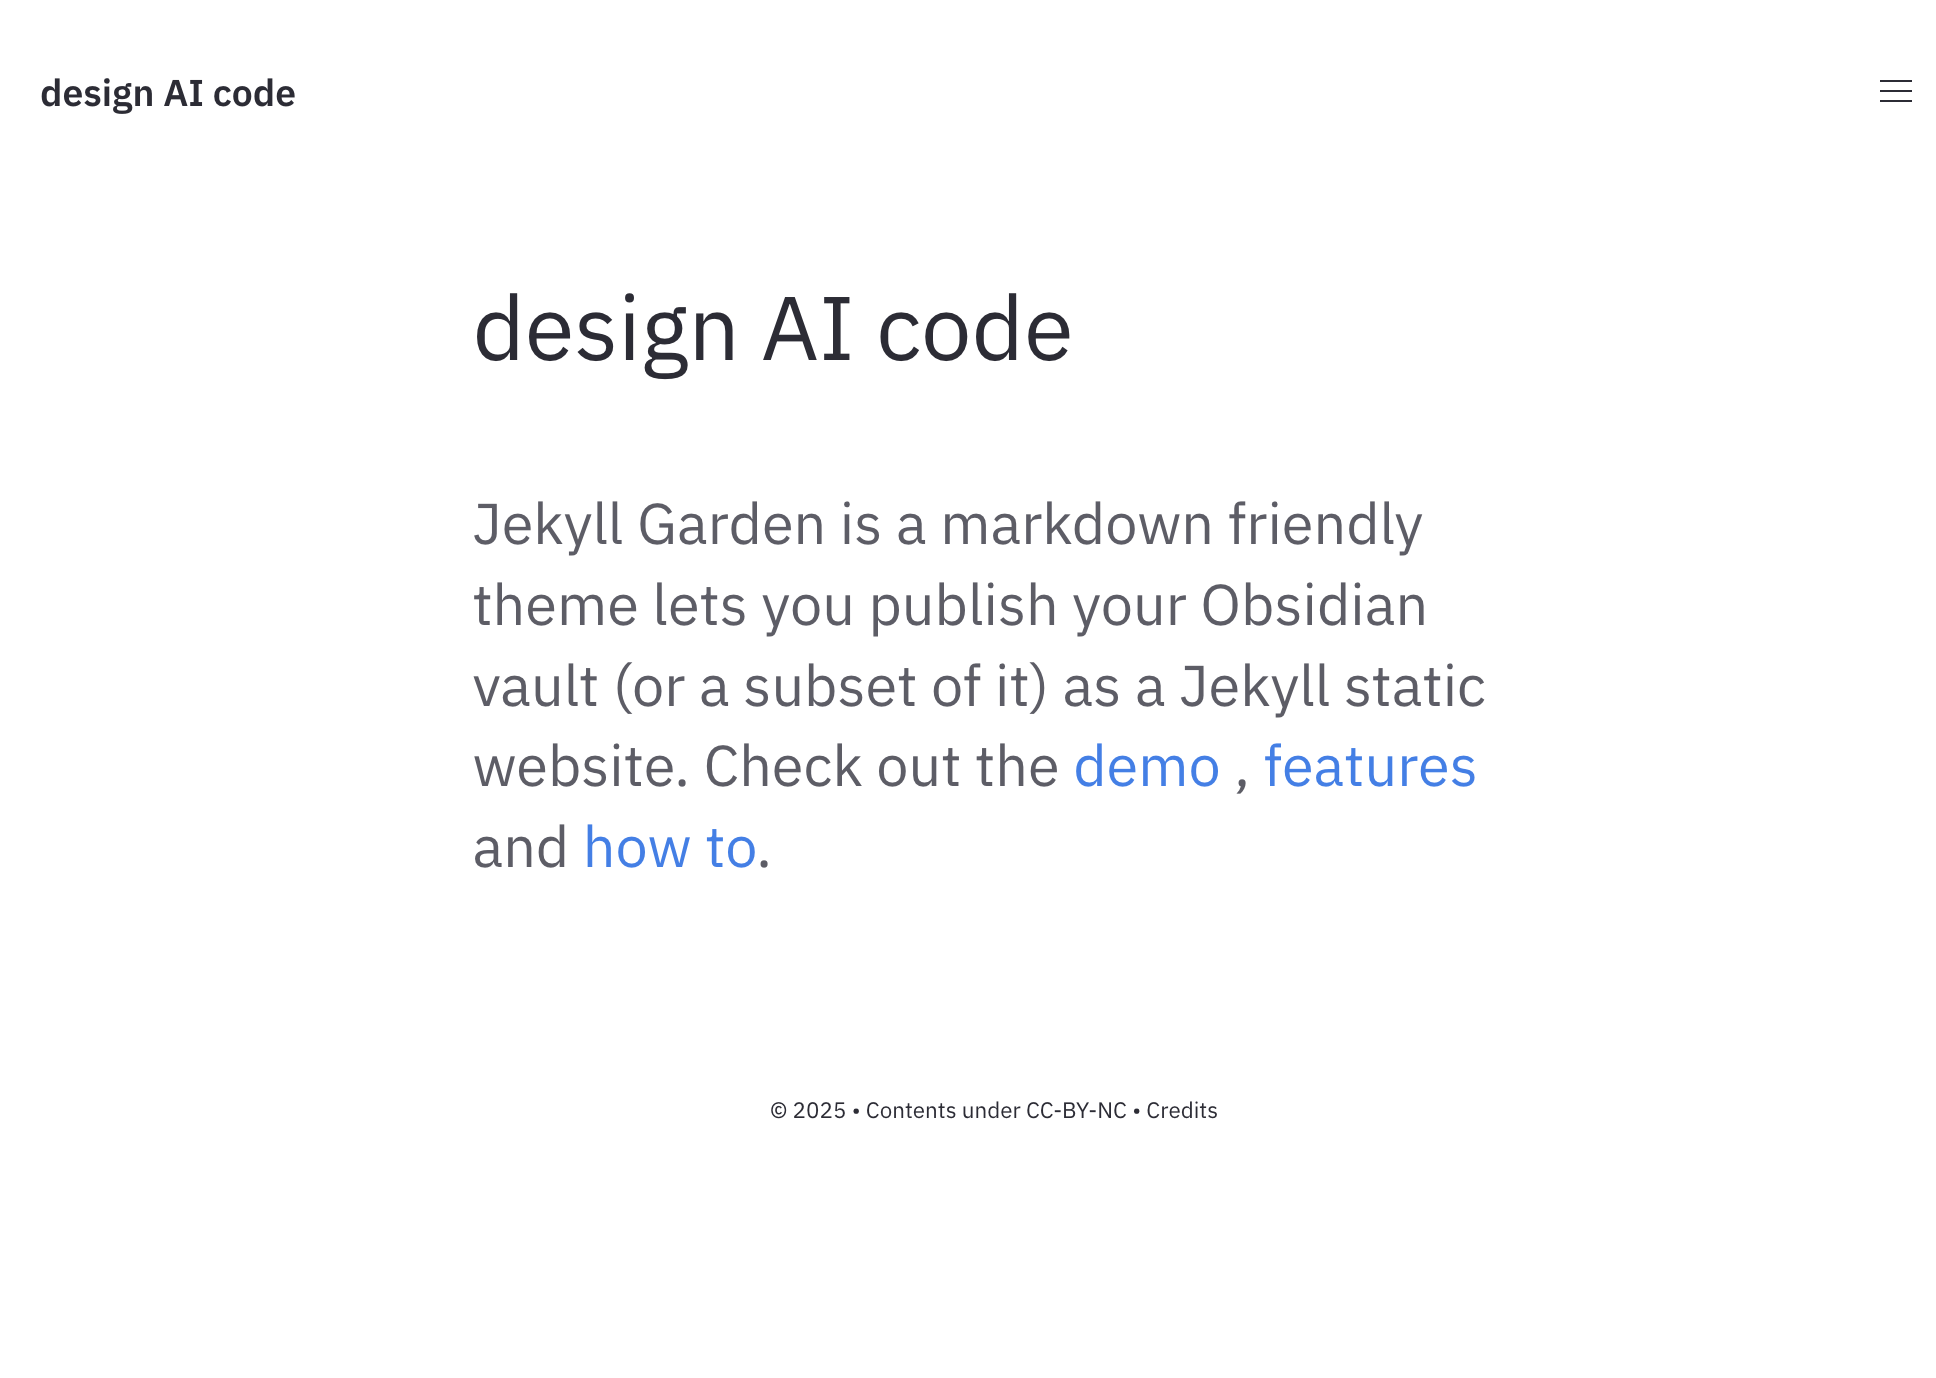 design AI code
design AI code
Jekyll Garden is a markdown friendly
theme lets you publish your Obsidian
vault (or a subset of it) as a Jekyll static
website. Check out the demo , features
and how to.
© 2025 • Contents under CC-BY-NC • Credits